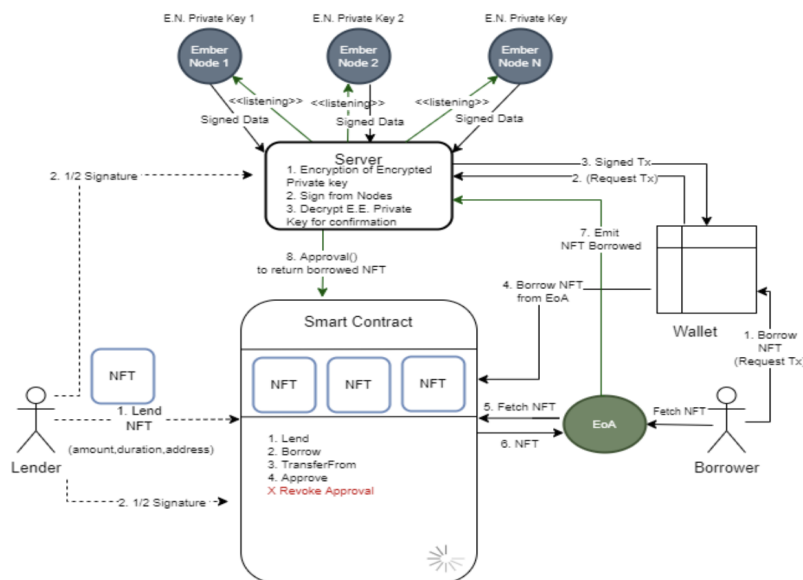 E.N. Private Key 1
E.N. Private Key 2
E.N. Private Key
Ember
Node 1
Ember
Node 2
Ember
Node N
<<listening>>
<<listening>>
<<listening>>
Signed Data
Signed Data
Signed Data
Server
1. Encryption of Encrypted
Private key
2. Sign from Nodes
3. Decrypt E.E. Private
Key for confirmation
2. 1/2 Signature
3. Signed Tx
2. (Request Tx)
7. Emit
NFT Borrowed
8. Approval()
to return borrowed NFT
4. Borrow NFT
from EoA
Wallet
1. Borrow
NFT
(Request Tx)
Smart Contract
NFT
NFT
NFT
NFT
1. Lend
NFT
(amount,duration,address)
Lender
5. Fetch NFT
6. NFT
EoA
Fetch NFT
Borrower
1. Lend
2. Borrow
3. TransferFrom
4. Approve
X Revoke Approval
2. 1/2 Signature